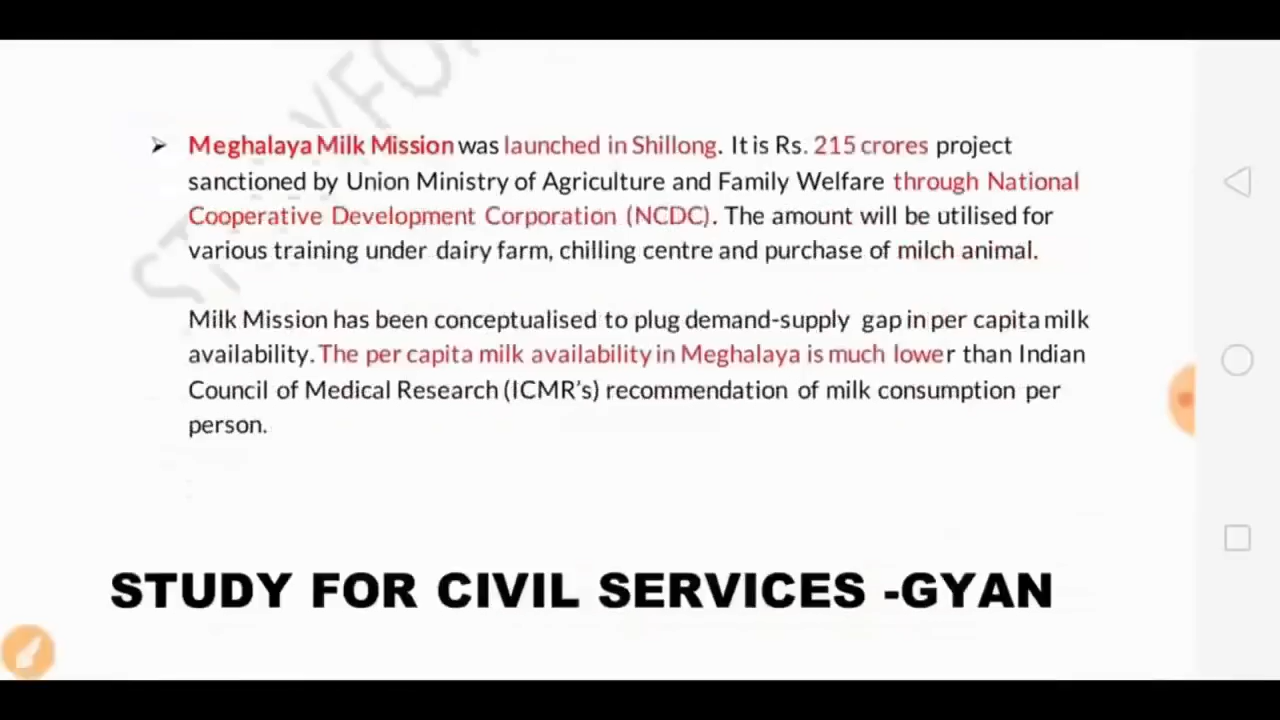 ➢ Meghalaya Milk Mission was launched in Shillong. It is Rs. 215 crores project
sanctioned by Union Ministry of Agriculture and Family Welfare through National
Cooperative Development Corporation (NCDC). The amount will be utilised for
various training under dairy farm, chilling centre and purchase of milch animal.
Milk Mission has been conceptualised to plug demand-supply gap in per capita milk
availability. The per capita milk availability in Meghalaya is much lower than Indian
Council of Medical Research (ICMR's) recommendation of milk consumption per
person.
STUDY FOR CIVIL SERVICES -GYAN